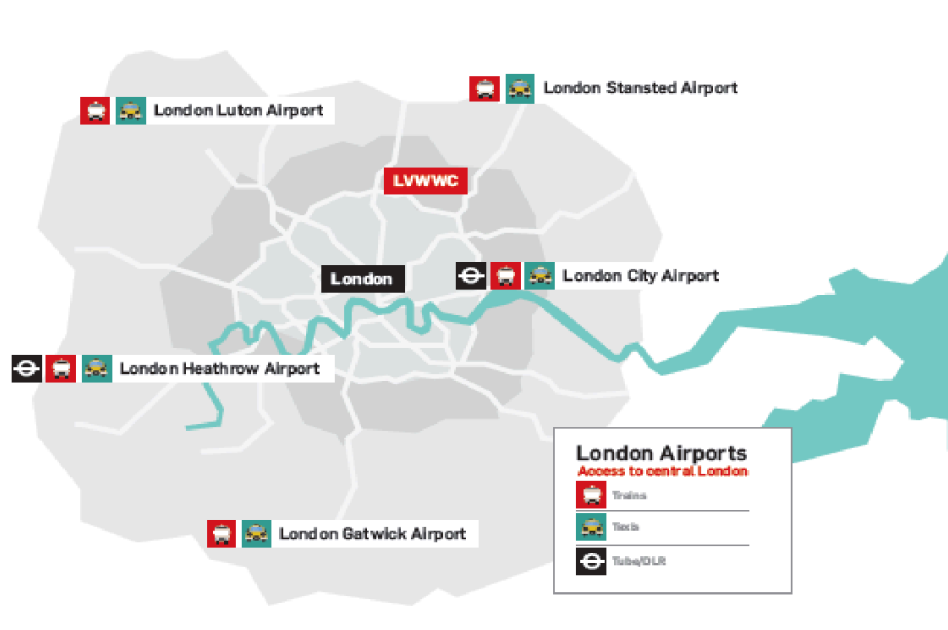 London Stansted Airport
London Luton Airport
LVWWC
London
London City Airport
London Heathrow Airport
London Gatwick Airport
London Airports
Access to central London
Trains
Taxis
Tube/DLR